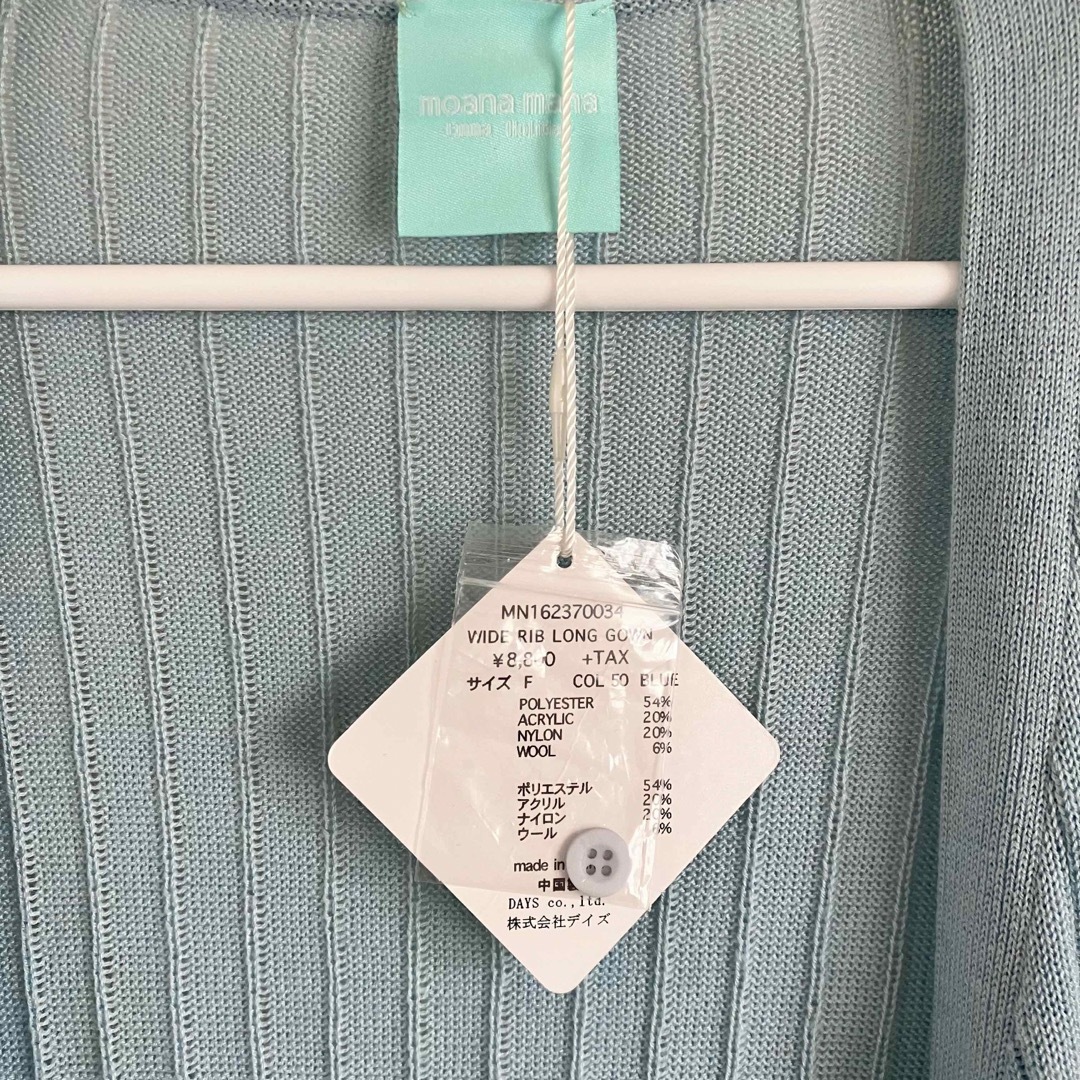 moana mana
MN162370034
WIDE RIB LONG GOWN
+TAX
サイズ F COL 50 BLUE
POLYESTER 54%
ACRYLIC 20%
NYLON 20%
WOOL 6%
ポリエステル 54%
アクリル 20%
ナイロン 20%
ウール 6%
made in
中国
DAYS co.,ltd.
株式会社デイズ